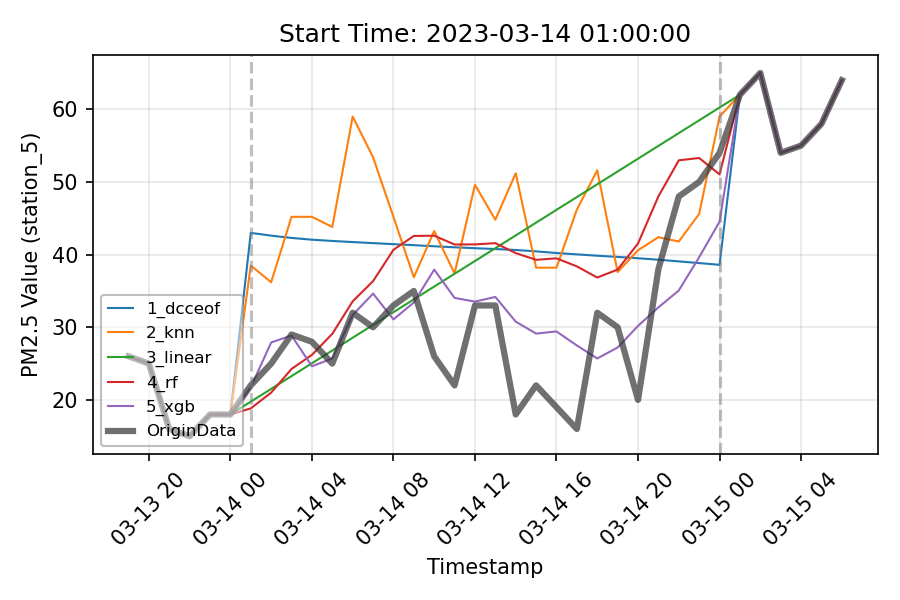 Start Time: 2023-03-14 01:00:00
PM2.5 Value (station_5)
60
50
40
30
20
1_dcceof
2_knn
3_linear
4_rf
5_xgb
OriginData
03-13 20
03-14 00
03-14 04
03-14 08
03-14 12
03-14 16
03-14 20
03-15 00
03-15 04
Timestamp